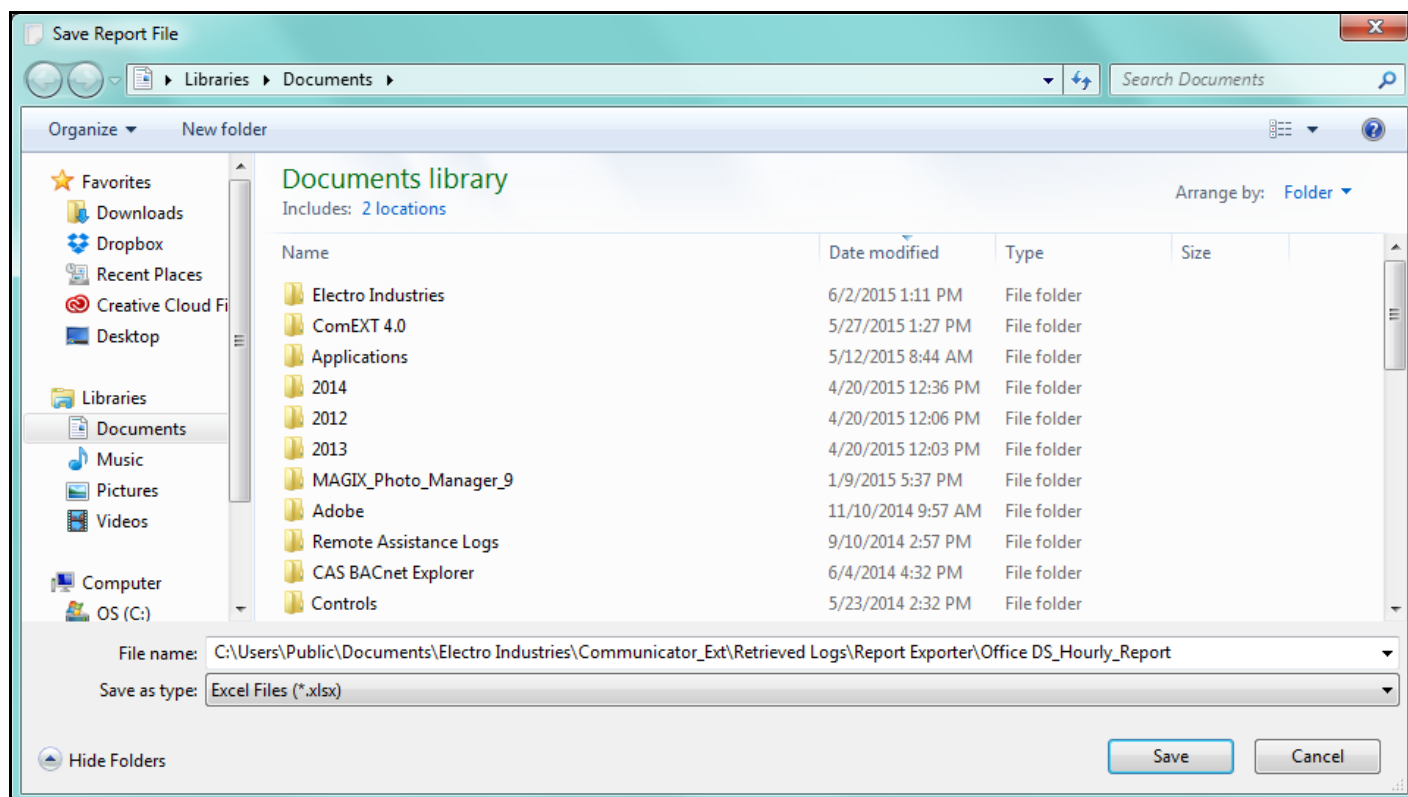 Save Report File
Libraries Documents
Search Documents
Organize New folder
Favorites
Downloads
Dropbox
Recent Places
Creative Cloud Fi
Desktop
Libraries
Documents
Music
Pictures
Videos
Computer
OS (C:)
Documents library
Includes: 2 locations
Arrange by: Folder
Name Date modified Type Size
Electro Industries 6/2/2015 1:11 PM File folder
ComEXT 4.0 5/27/2015 1:27 PM File folder
Applications 5/12/2015 8:44 AM File folder
2014 4/20/2015 12:36 PM File folder
2012 4/20/2015 12:06 PM File folder
2013 4/20/2015 12:03 PM File folder
MAGIX_Photo_Manager_9 1/9/2015 5:37 PM File folder
Adobe 11/10/2014 9:57 AM File folder
Remote Assistance Logs 9/10/2014 2:57 PM File folder
CAS BACnet Explorer 6/4/2014 4:32 PM File folder
Controls 5/23/2014 2:32 PM File folder
File name: C:\Users\Public\Documents\Electro Industries\Communicator_Ext\Retrieved Logs\Report Exporter\Office DS_Hourly_Report
Save as type: Excel Files (*.xlsx)
Hide Folders
Save Cancel